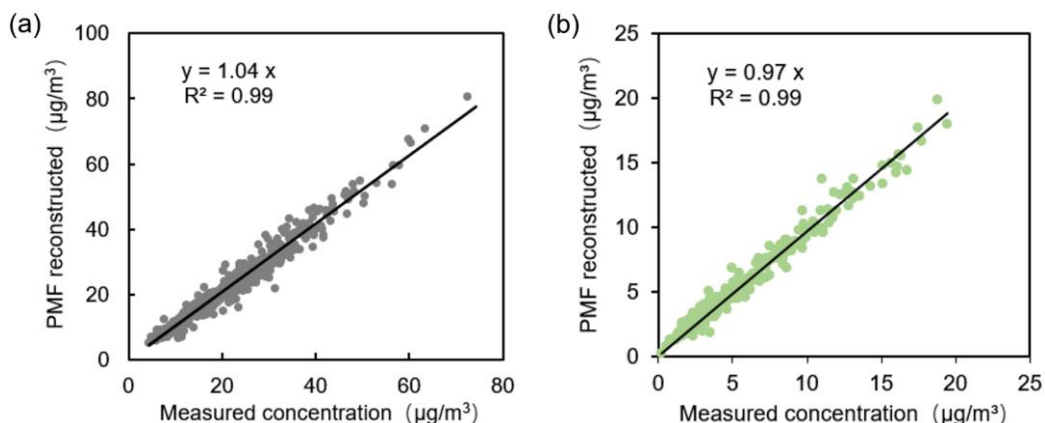 (a)
100
80
60
40
20
0
PMF reconstructed (µg/m³)
y = 1.04 x
R² = 0.99
0 20 40 60 80
Measured concentration (µg/m³)
(b)
25
20
15
10
5
0
PMF reconstructed (µg/m³)
y = 0.97 x
R² = 0.99
0 5 10 15 20 25
Measured concentration (µg/m³)